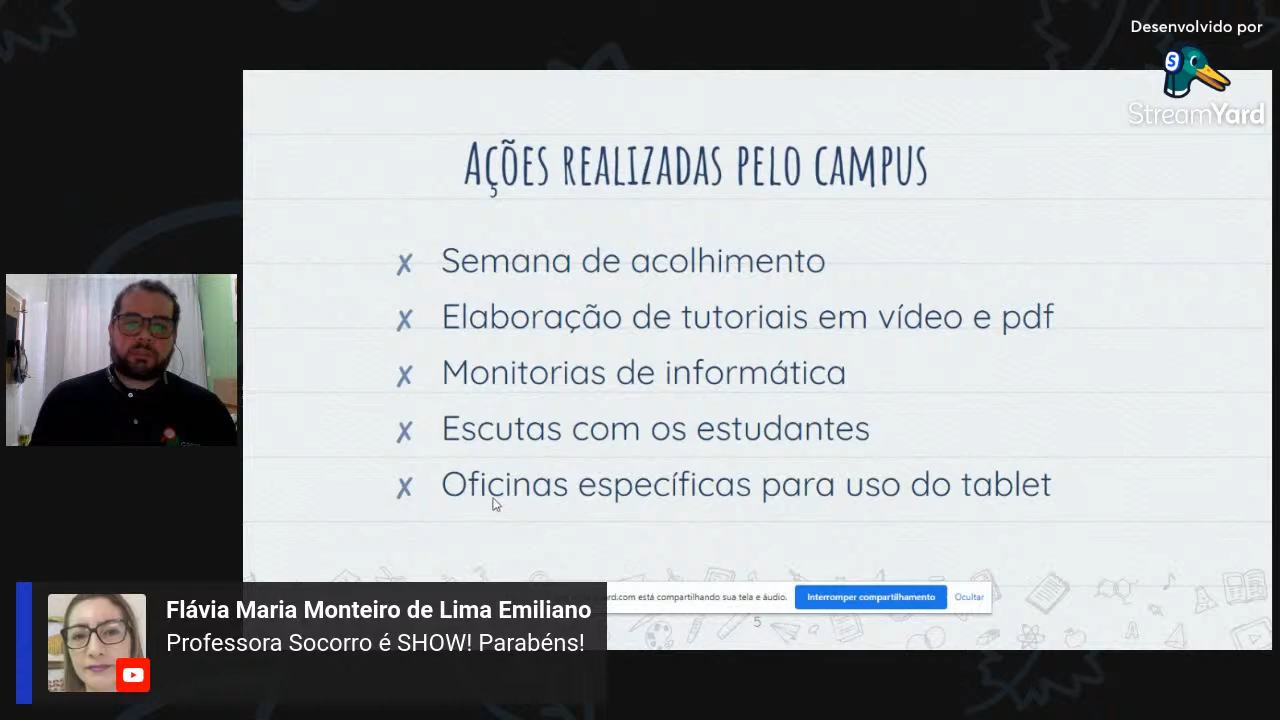 Desenvolvido por
StreamYard
Ações realizadas pelo campus
✗ Semana de acolhimento
✗ Elaboração de tutoriais em vídeo e pdf
✗ Monitorias de informática
✗ Escutas com os estudantes
✗ Oficinas específicas para uso do tablet
está compartilhando sua tela e áudio. Interromper compartilhamento Ocultar
5
Flávia Maria Monteiro de Lima Emiliano
Professora Socorro é SHOW! Parabéns!